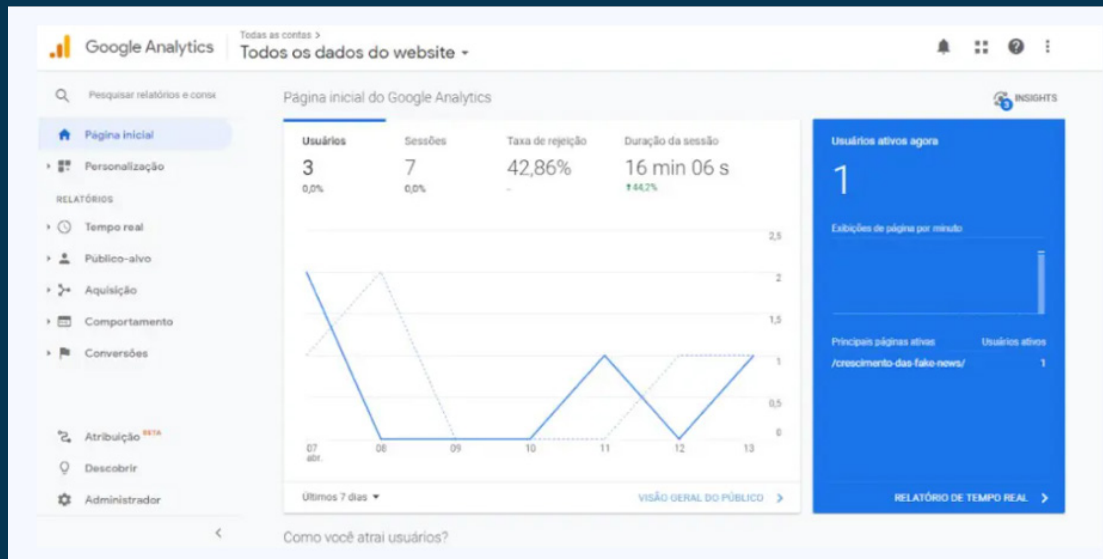 Google Analytics
Todas as contas >
Todos os dados do website
Pesquisar relatórios e conse
Página inicial
Personalização
RELATÓRIOS
Tempo real
Público-alvo
Aquisição
Comportamento
Conversões
Atribuição BETA
Descobrir
Administrador
Página inicial do Google Analytics
3 INSIGHTS
Usuários Sessões Taxa de rejeição Duração da sessão
3 7 42,86% 16 min 06 s
0,0% 0,0% - 44,2%
2,5
2
1,5
1
0,5
0
07 08 09 10 11 12 13
abr.
Últimos 7 dias VISÃO GERAL DO PÚBLICO >
Usuários ativos agora
1
Exibições de página por minuto
Principais páginas ativas Usuários ativos
/crescimento-das-fake-news/ 1
RELATÓRIO DE TEMPO REAL >
Como você atrai usuários?